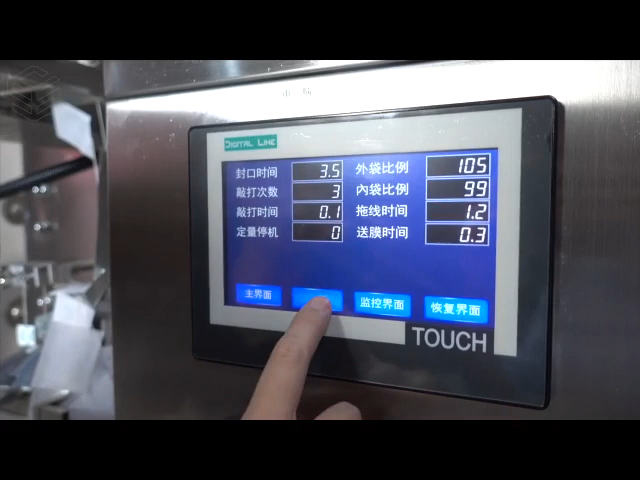 DIGITAL LINE
封口时间 3.5 外袋比例 105
敲打次数 3 内袋比例 99
敲打时间 0.1 拖线时间 1.2
定量停机 0 送膜时间 0.3
主界面 监控界面 恢复界面
TOUCH